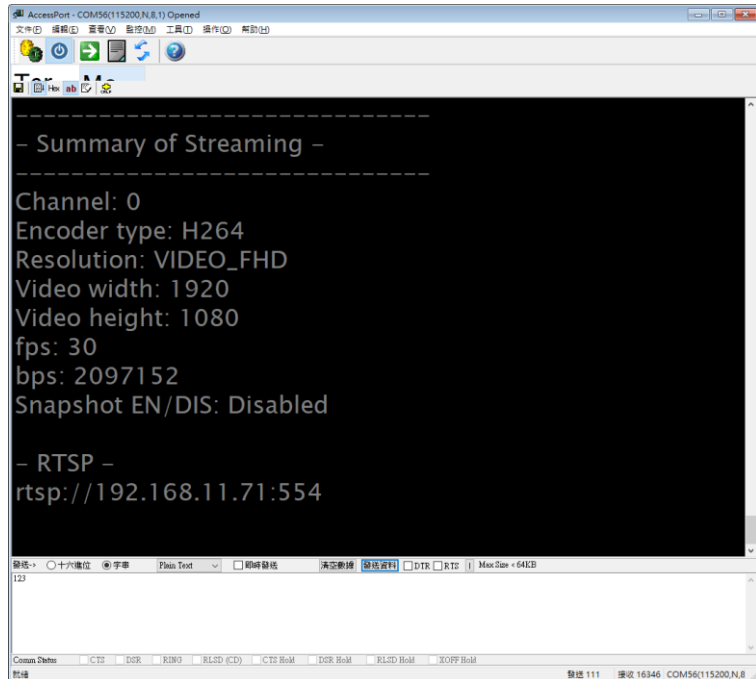 AccessPort - COM56(115200,N,8,1) Opened
文件(F) 編輯(E) 查看(V) 監控(M) 工具(T) 操作(O) 幫助(H)
Hex ab
------------------------------
- Summary of Streaming -
------------------------------
Channel: 0
Encoder type: H264
Resolution: VIDEO_FHD
Video width: 1920
Video height: 1080
fps: 30
bps: 2097152
Snapshot EN/DIS: Disabled
- RTSP -
rtsp://192.168.11.71:554
發送-> 十六進位 字串 Plain Text 即時發送 清空數據 發送資料 DTR RTS Max Size < 64KB
123
Comm Status CTS DSR RING RLSD (CD) CTS Hold DSR Hold RLSD Hold XOFF Hold
就緒 發送 111 接收 16346 COM56(115200,N,8